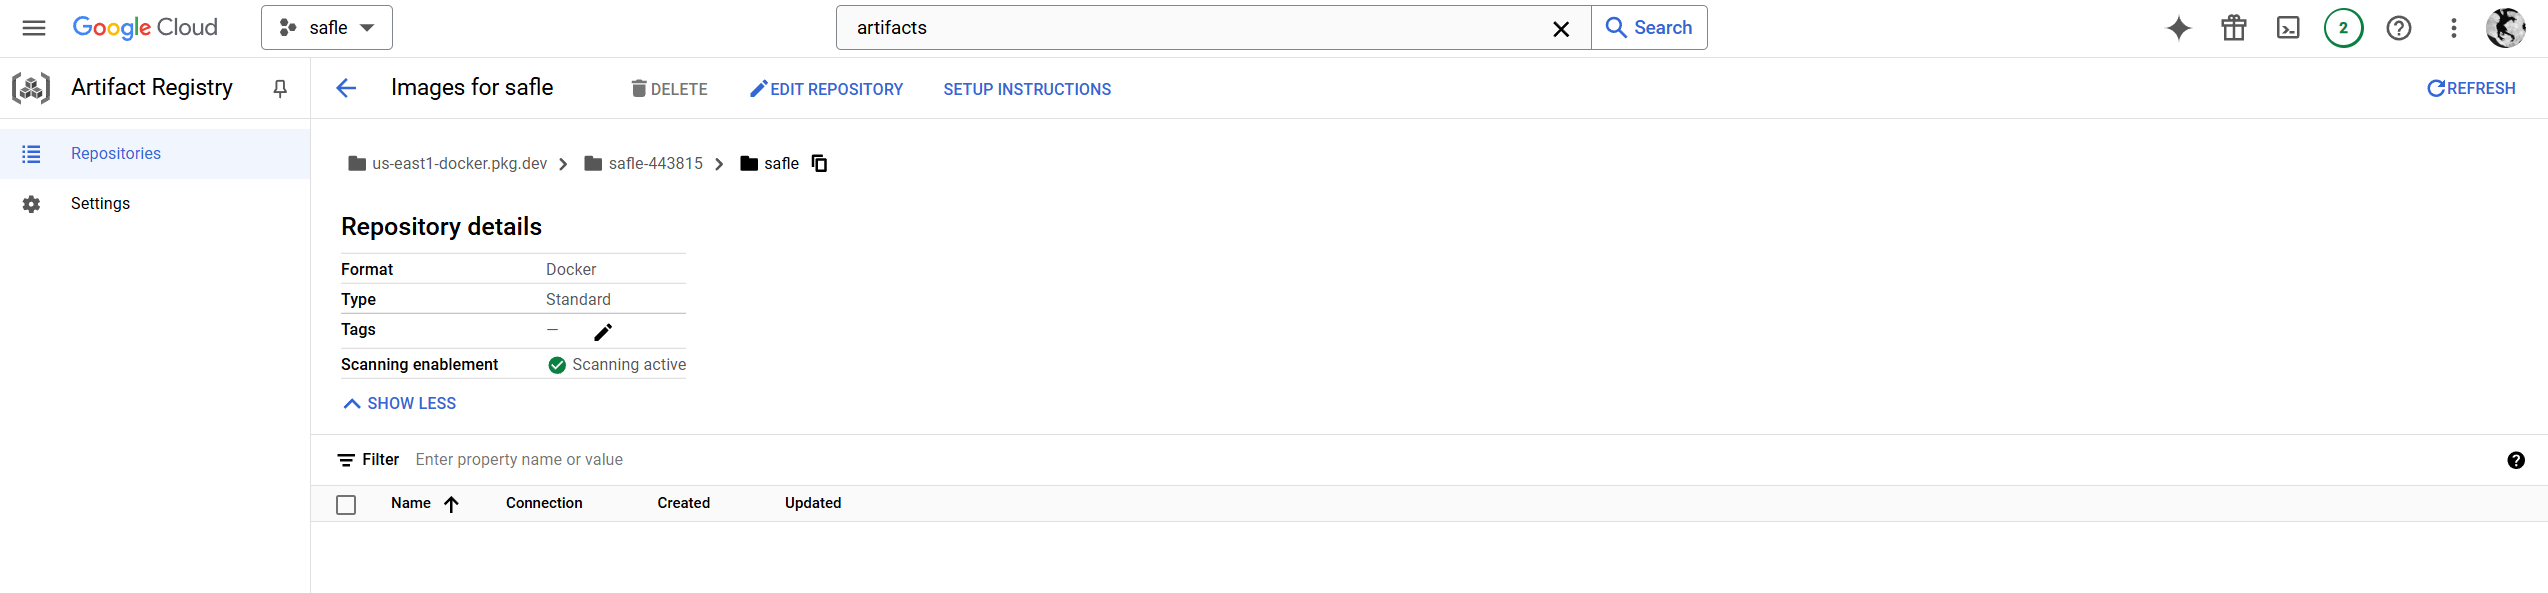 Google Cloud
safle
artifacts
Search
2
Artifact Registry
Images for safle
DELETE
EDIT REPOSITORY
SETUP INSTRUCTIONS
REFRESH
Repositories
Settings
us-east1-docker.pkg.dev
safle-443815
safle
Repository details
Format Docker
Type Standard
Tags —
Scanning enablement Scanning active
SHOW LESS
Filter Enter property name or value
Name Connection Created Updated